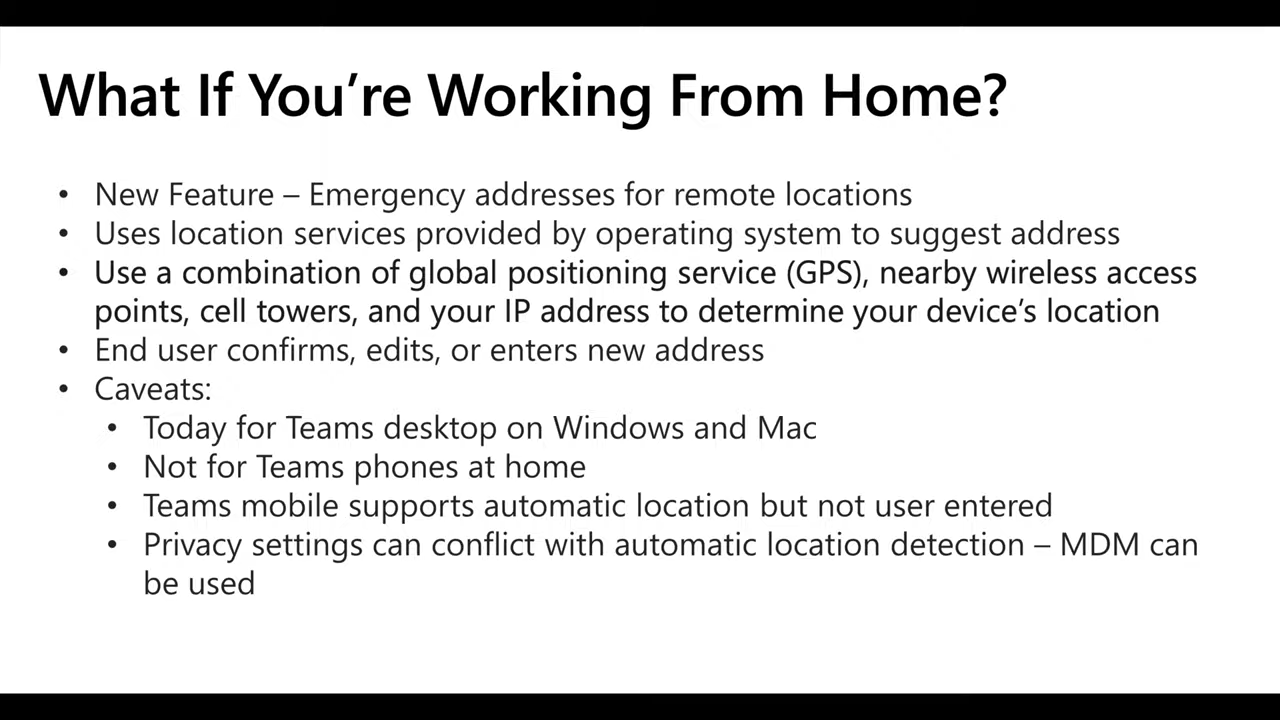 What If You’re Working From Home?
• New Feature – Emergency addresses for remote locations
• Uses location services provided by operating system to suggest address
• Use a combination of global positioning service (GPS), nearby wireless access
points, cell towers, and your IP address to determine your device’s location
• End user confirms, edits, or enters new address
• Caveats:
• Today for Teams desktop on Windows and Mac
• Not for Teams phones at home
• Teams mobile supports automatic location but not user entered
• Privacy settings can conflict with automatic location detection – MDM can
be used